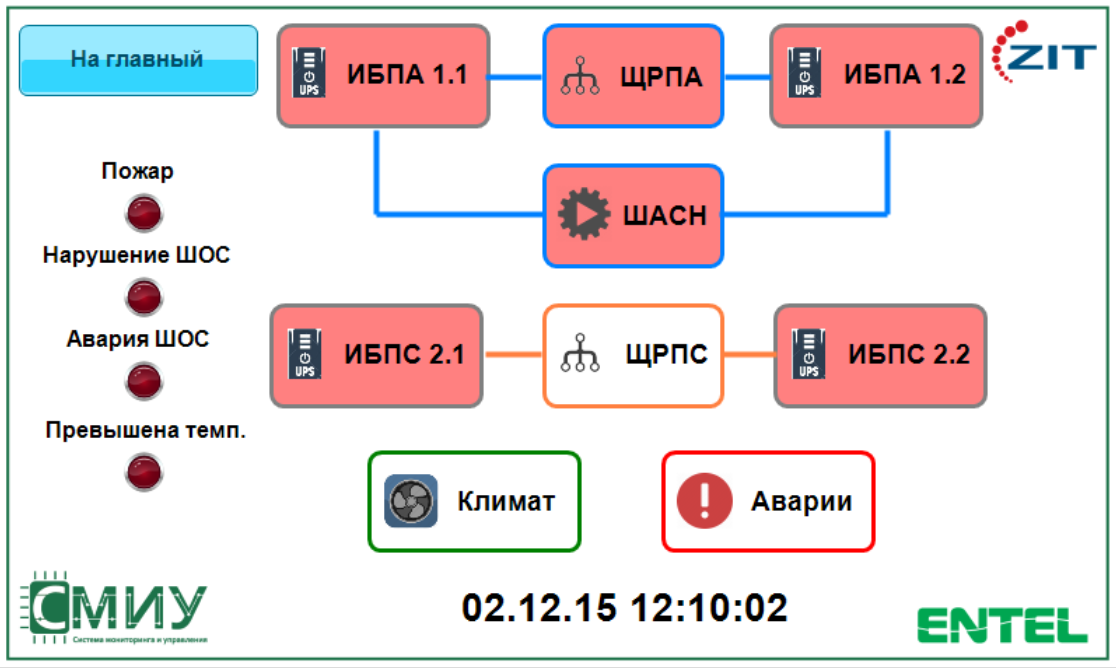 На главный
ИБПА 1.1
UPS
ЩРПА
ИБПА 1.2
UPS
ZIT
Пожар
ШАСН
Нарушение ШОС
Авария ШОС
ИБПС 2.1
UPS
ЩРПС
ИБПС 2.2
UPS
Превышена темп.
Климат
Аварии
СМИУ
Система мониторинга и управления
02.12.15 12:10:02
ENTEL